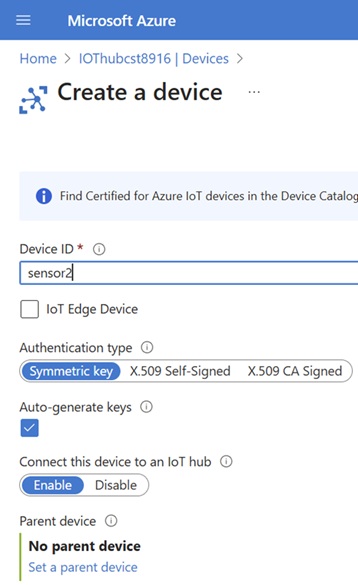 Microsoft Azure
Home > IOThubcst8916 | Devices >
Create a device ...
Find Certified for Azure IoT devices in the Device Catalog
Device ID *
sensor2
IoT Edge Device
Authentication type
Symmetric key X.509 Self-Signed X.509 CA Signed
Auto-generate keys
Connect this device to an IoT hub
Enable Disable
Parent device
No parent device
Set a parent device